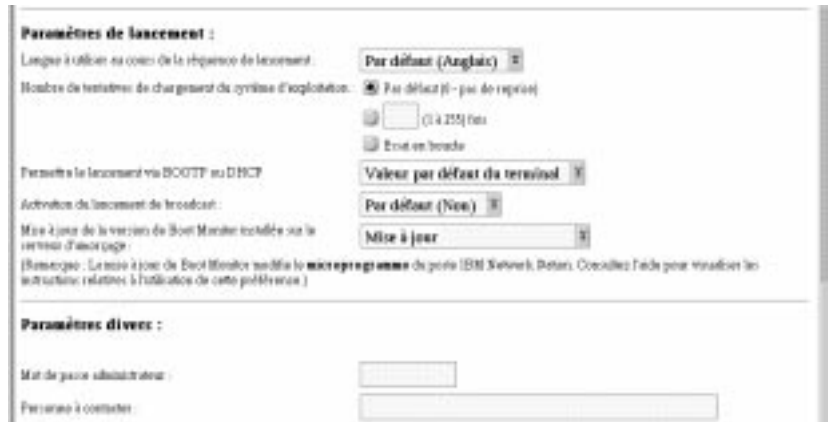 Paramètres de lancement :
Langue à utiliser au cours de la séquence de lancement : Par défaut (Anglais)
Nombre de tentatives de chargement du système d'exploitation : Par défaut (0 - pas de reprise)
(1 à 255) fois
Essai en boucle
Permettre le lancement via BOOTP ou DHCP Valeur par défaut du terminal
Activation du lancement de broadcast : Par défaut (Non)
Mise à jour de la version de Boot Monitor installée sur le
serveur d'amorçage : Mise à jour
(Remarque : La mise à jour de Boot Monitor modifie le microprogramme du poste IBM Network Station. Consultez l'aide pour visualiser les
instructions relatives à l'utilisation de cette préférence.)
Paramètres divers :
Mot de passe administrateur :
Personne à contacter :